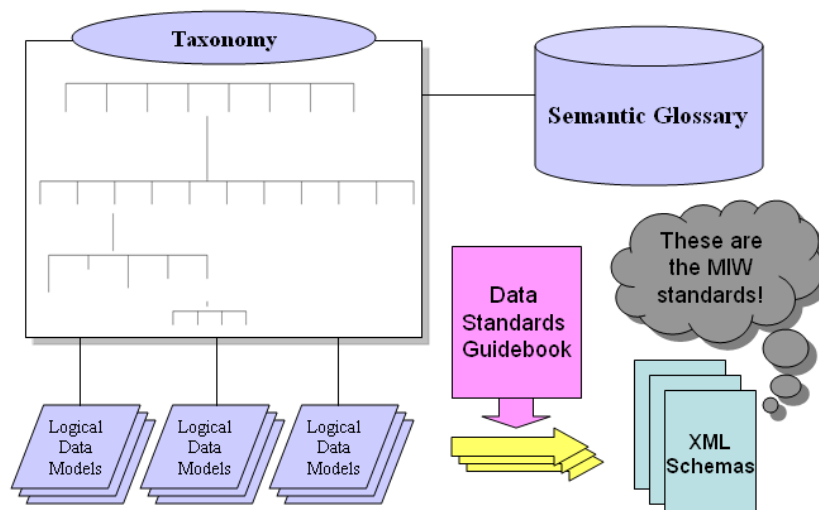 Taxonomy
Semantic Glossary
These are
the MIW
standards!
Data
Standards
Guidebook
Logical
Data
Models
Logical
Data
Models
Logical
Data
Models
XML
Schemas